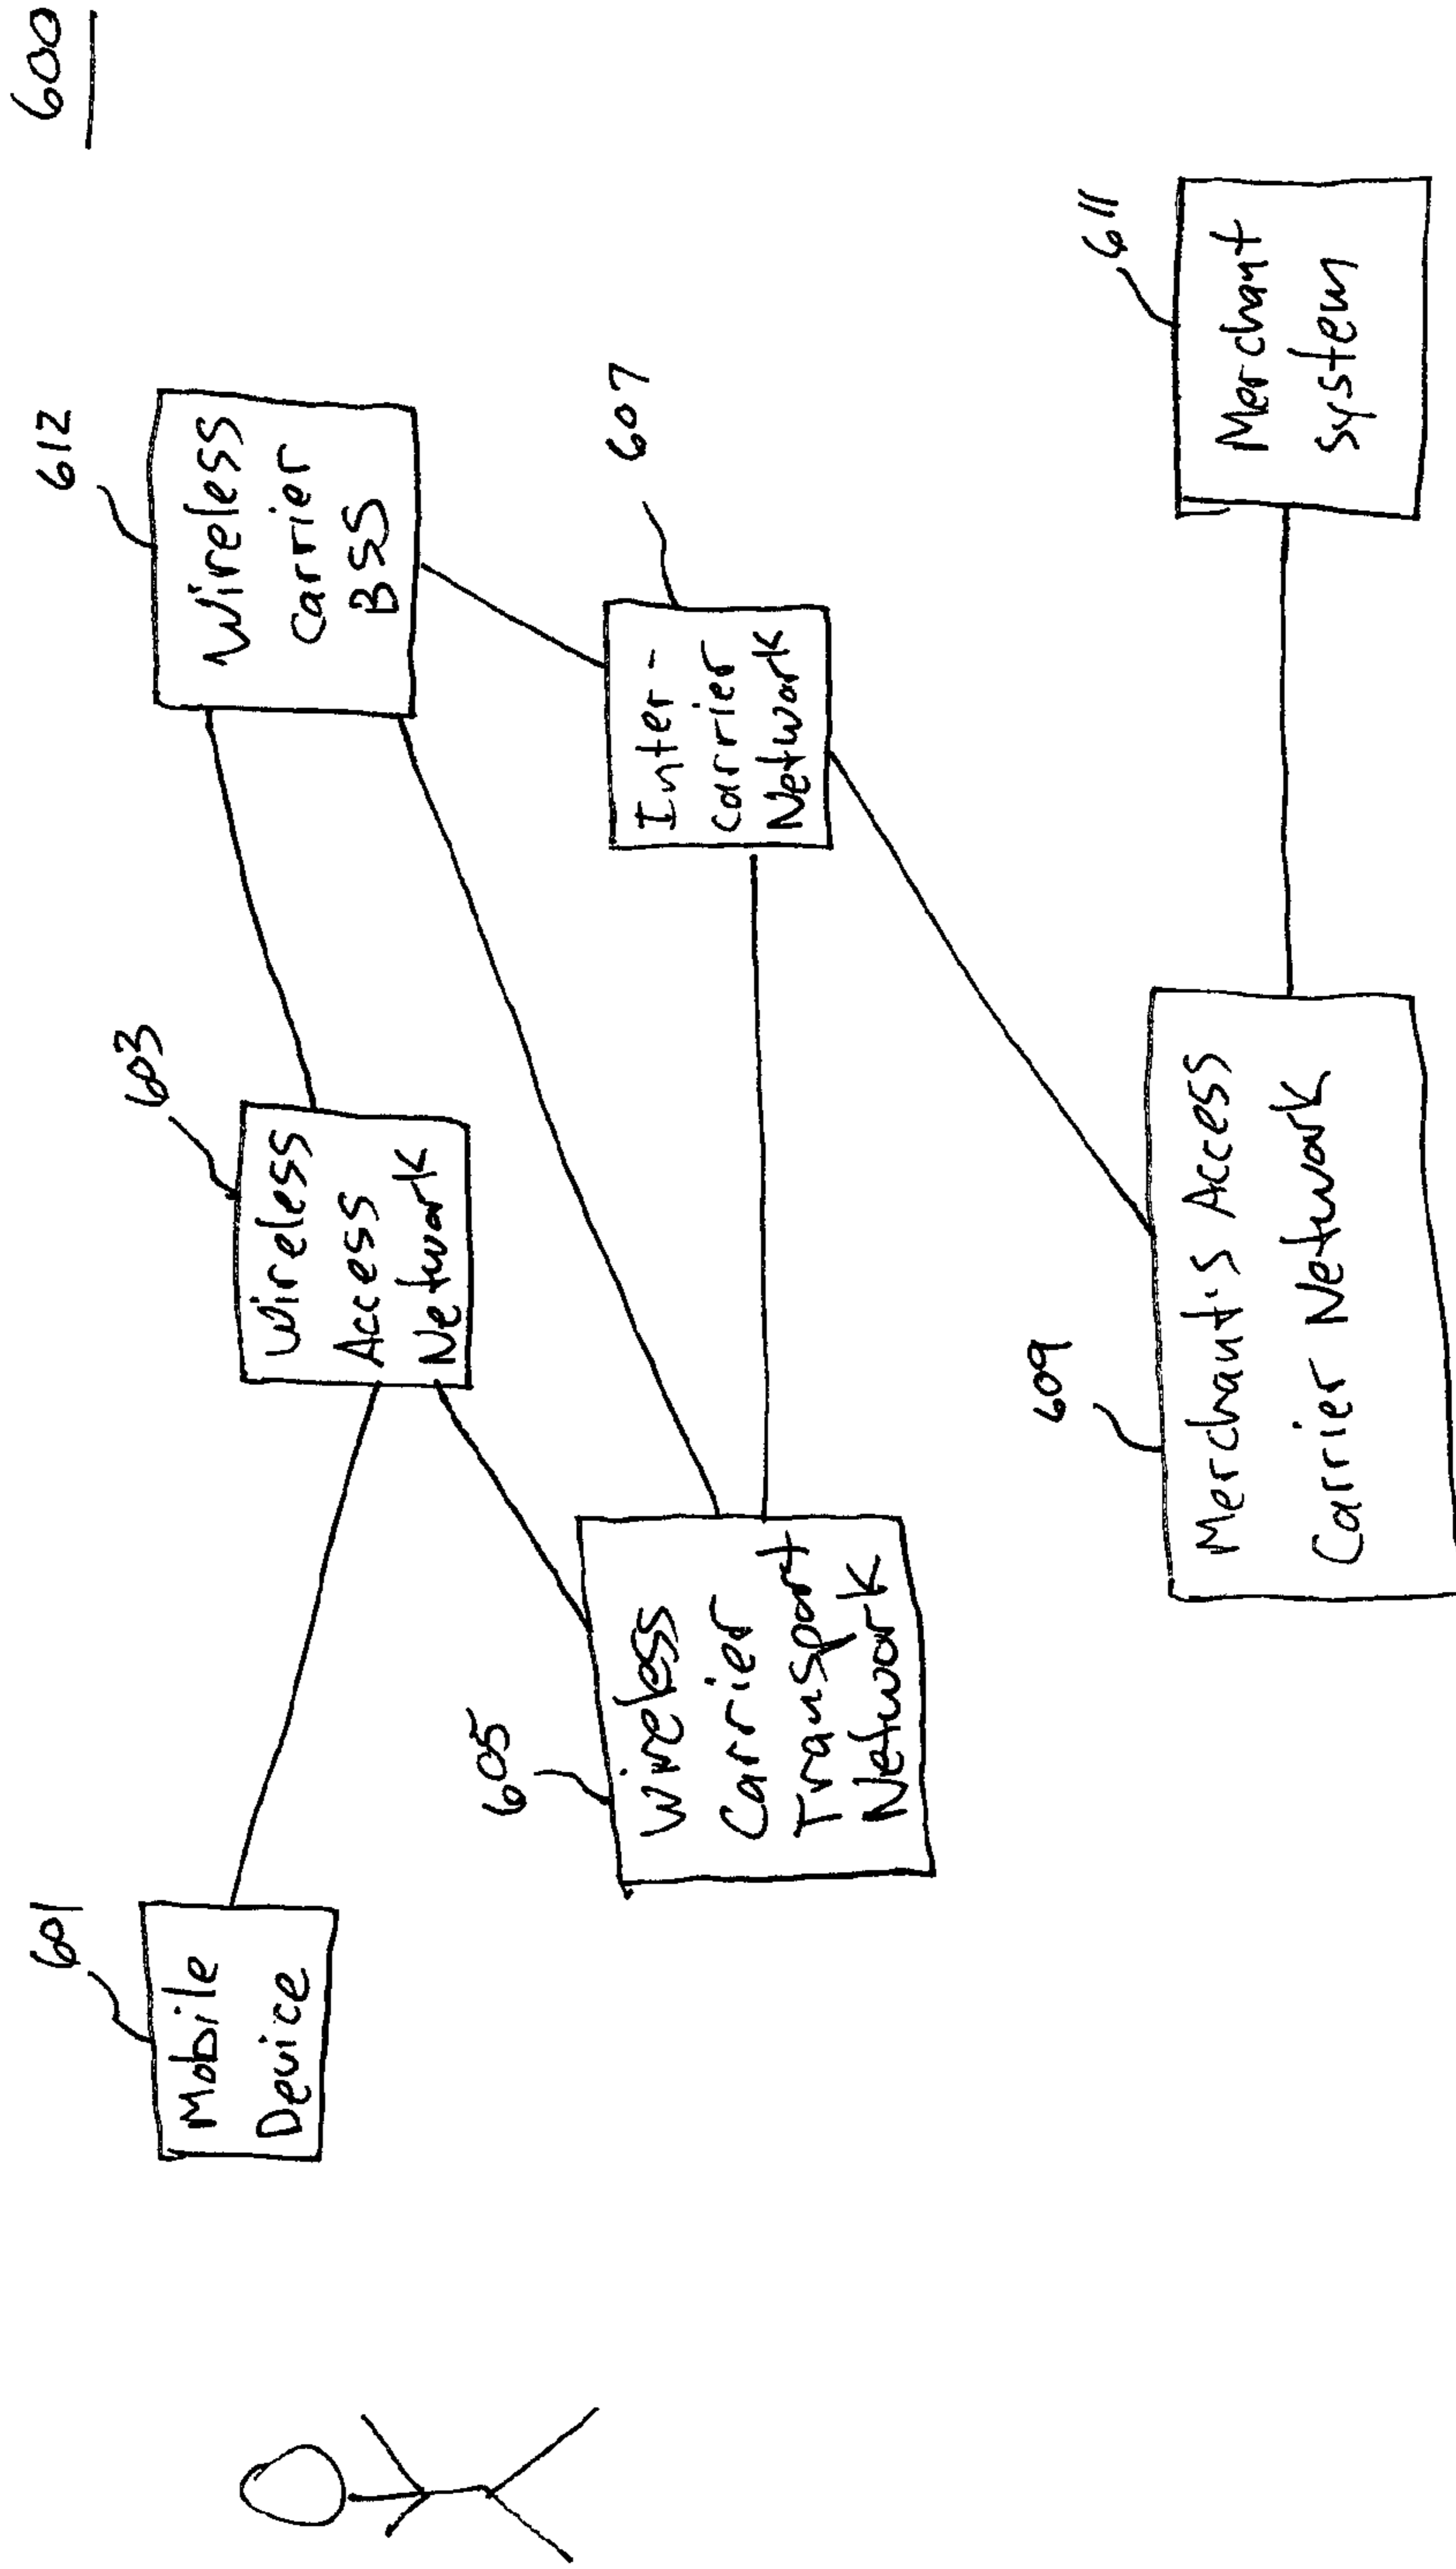 600
612
Wireless
Carrier
BSS
603
Wireless
Access
Network
601
Mobile
Device
607
Inter-
carrier
Network
605
Wireless
Carrier
Transport
Network
611
Merchant
System
609
Merchant's Access
Carrier Network